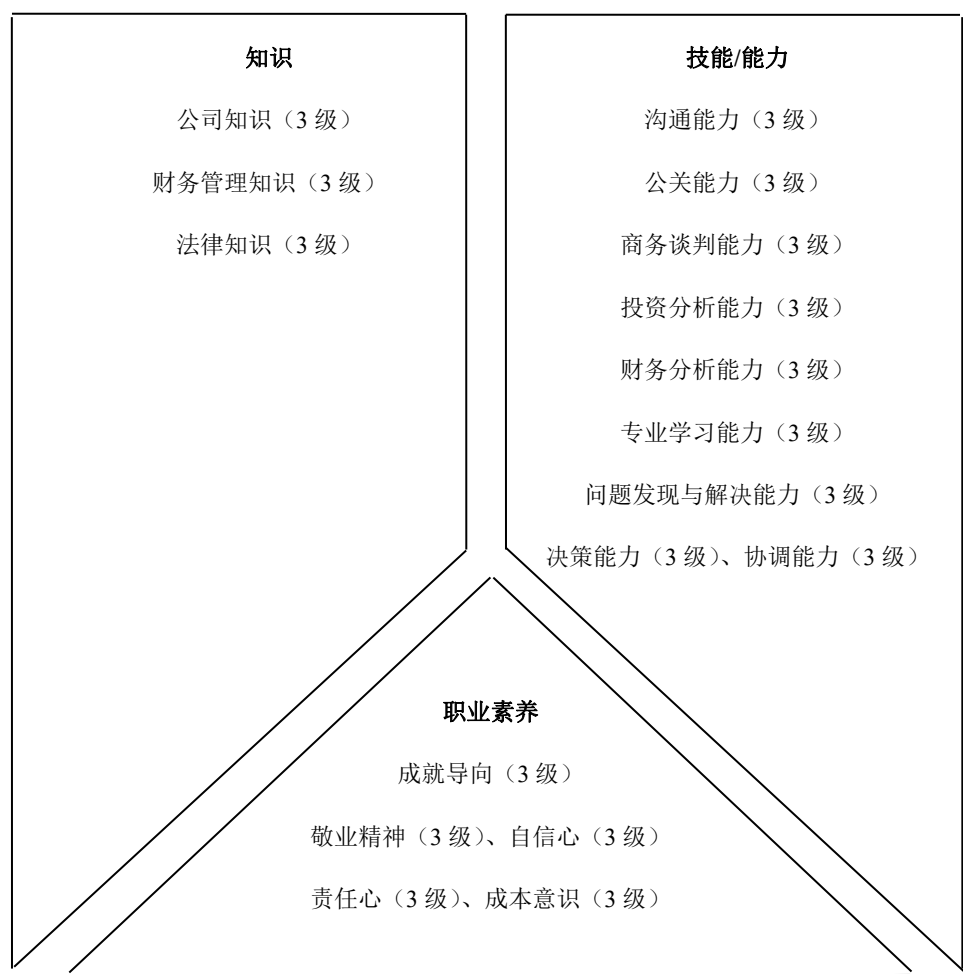 知识
公司知识（3 级）
财务管理知识（3 级）
法律知识（3 级）
技能/能力
沟通能力（3 级）
公关能力（3 级）
商务谈判能力（3 级）
投资分析能力（3 级）
财务分析能力（3 级）
专业学习能力（3 级）
问题发现与解决能力（3 级）
决策能力（3 级）、协调能力（3 级）
职业素养
成就导向（3 级）
敬业精神（3 级）、自信心（3 级）
责任心（3 级）、成本意识（3 级）